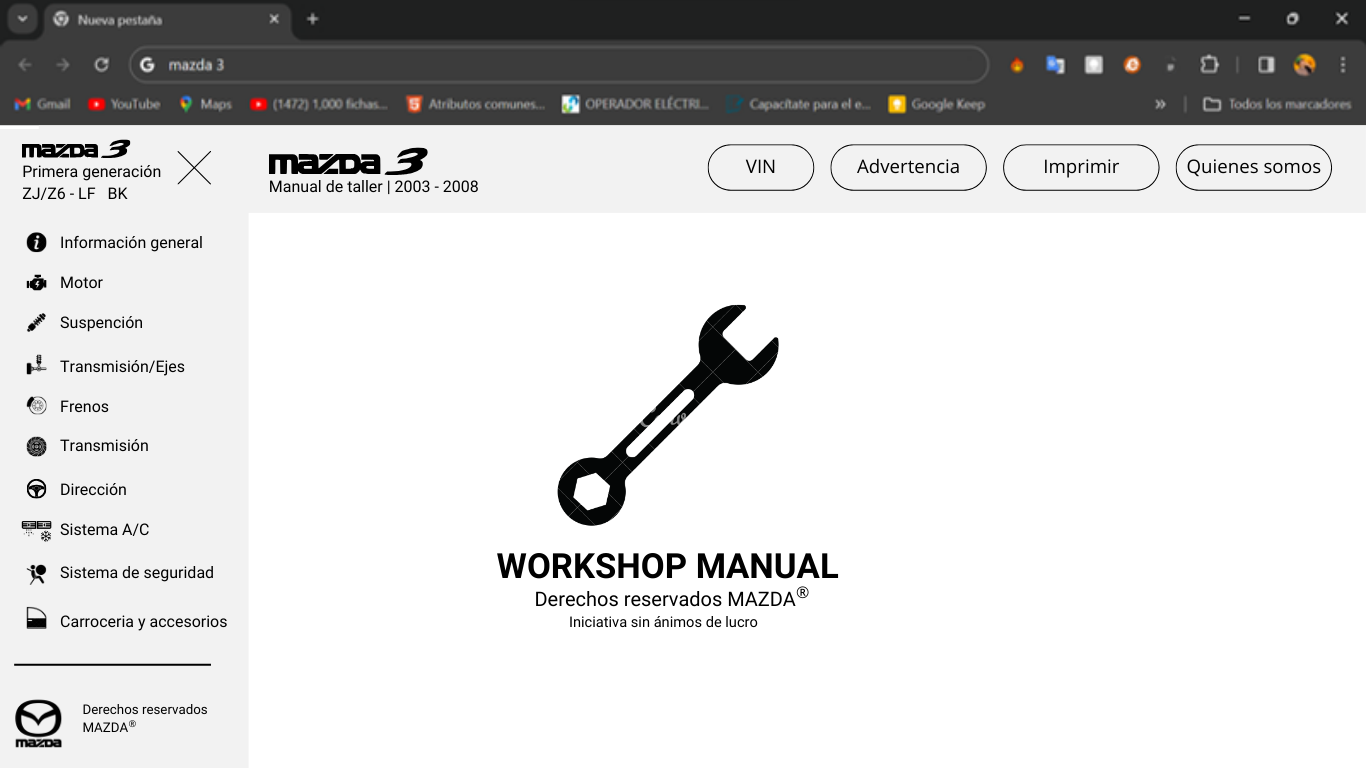 Nueva pestaña
mazda 3
Gmail
YouTube
Maps
(1472) 1,000 fichas...
Atributos comunes...
OPERADOR ELÉCTRI...
Capacítate para el e...
Google Keep
»
Todos los marcadores
mazda 3
Primera generación
ZJ/Z6 - LF BK
mazda 3
Manual de taller | 2003 - 2008
VIN
Advertencia
Imprimir
Quienes somos
Información general
Motor
Suspención
Transmisión/Ejes
Frenos
Transmisión
Dirección
Sistema A/C
Sistema de seguridad
Carroceria y accesorios
WORKSHOP MANUAL
Derechos reservados MAZDA®
Iniciativa sin ánimos de lucro
Derechos reservados
MAZDA®
mazda